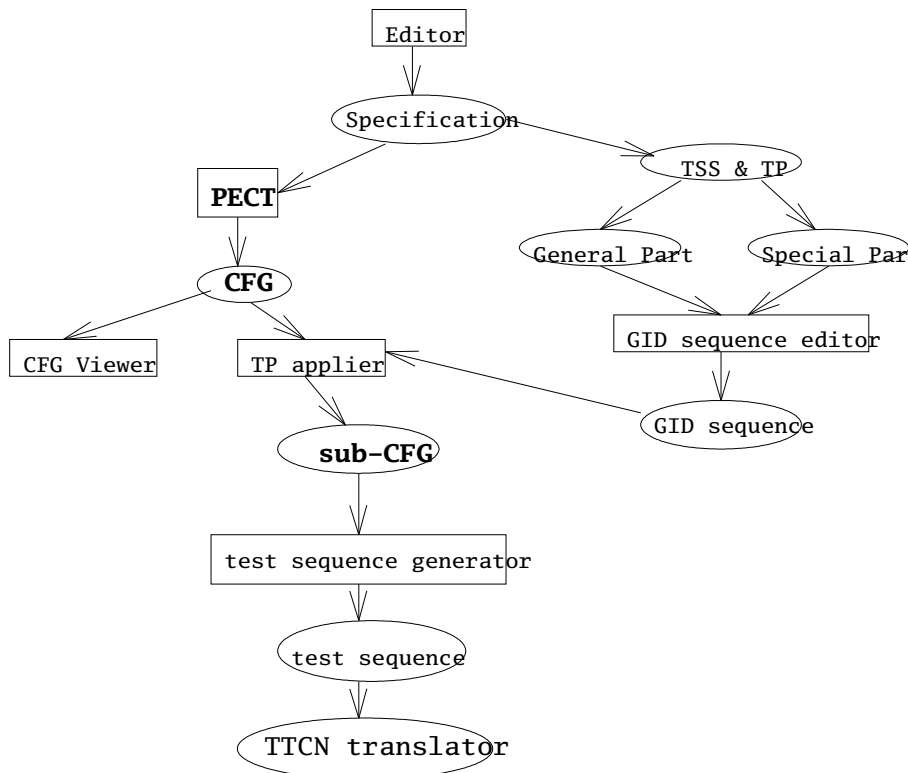 Editor
Specification
TSS & TP
PECT
General Part
Special Part
CFG
GID sequence editor
CFG Viewer
TP applier
GID sequence
sub-CFG
test sequence generator
test sequence
TTCN translator